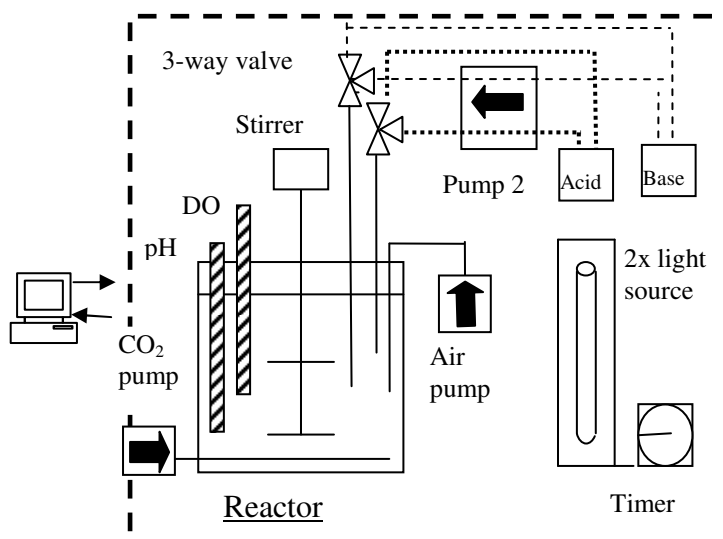 3-way valve
Stirrer
Pump 2
Acid
Base
DO
pH
2x light
source
CO₂
pump
Air
pump
Reactor
Timer